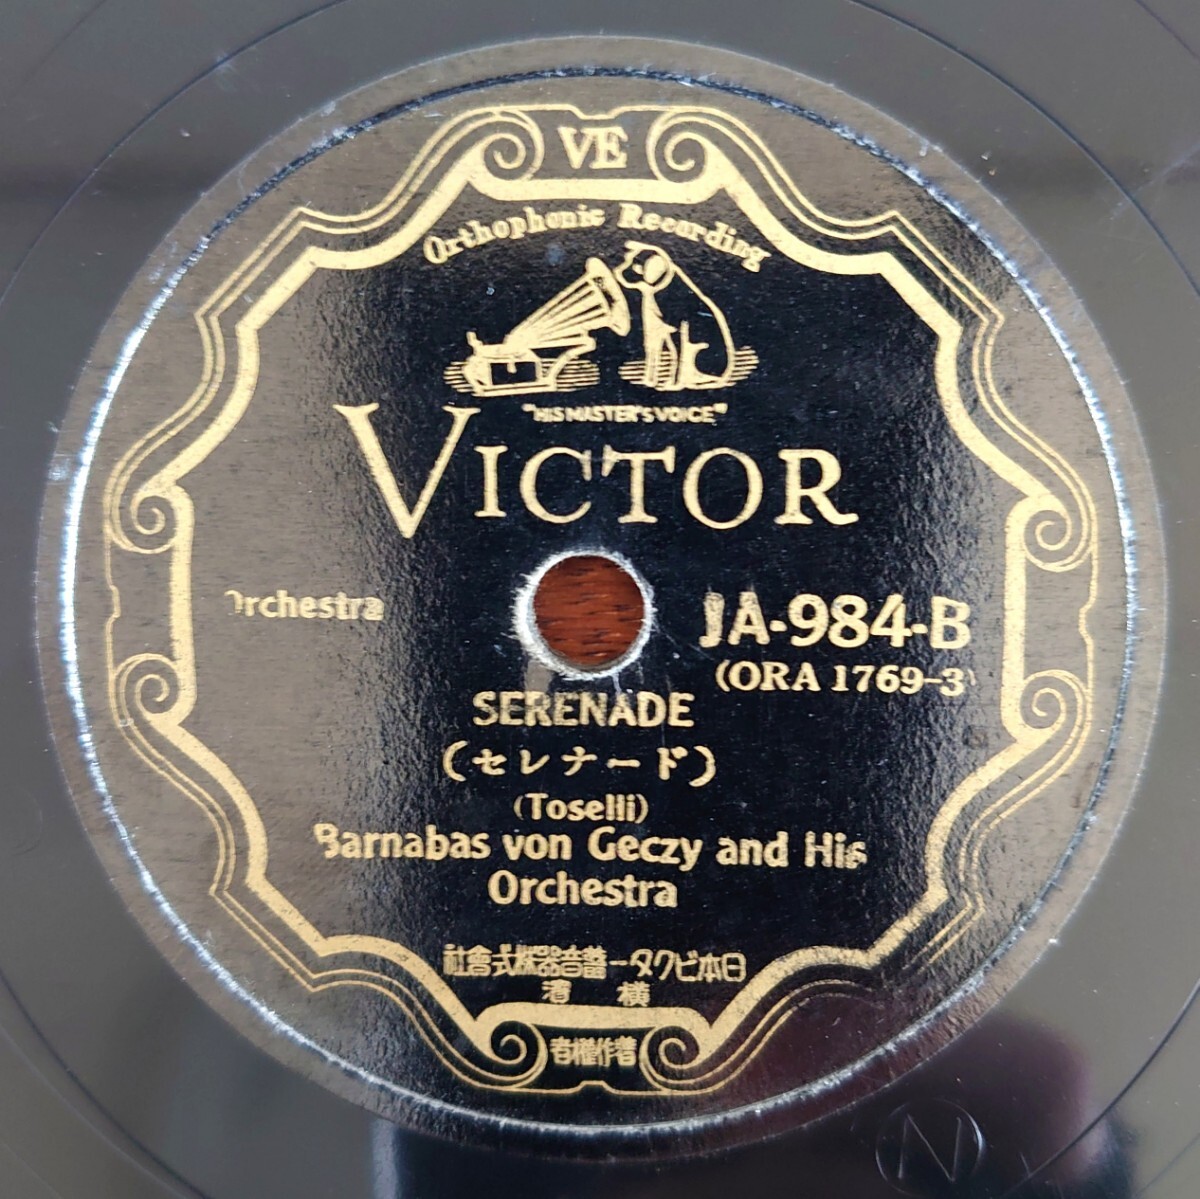 VE
Orthophonic Recording
"HIS MASTER'S VOICE"
VICTOR
Orchestra
JA-984-B
(ORA 1769-3)
SERENADE
(セレナード)
(Toselli)
Barnabas von Geczy and His
Orchestra
社會式株器音蓄ータクビ本日
濱橫
者權作著
N